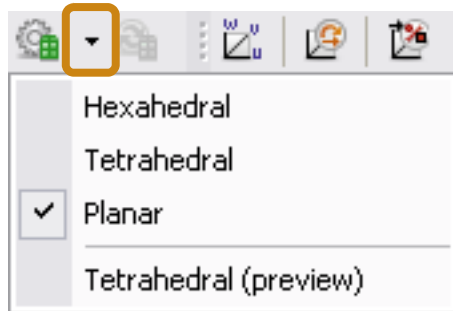 w v
u
Hexahedral
Tetrahedral
Planar
Tetrahedral (preview)